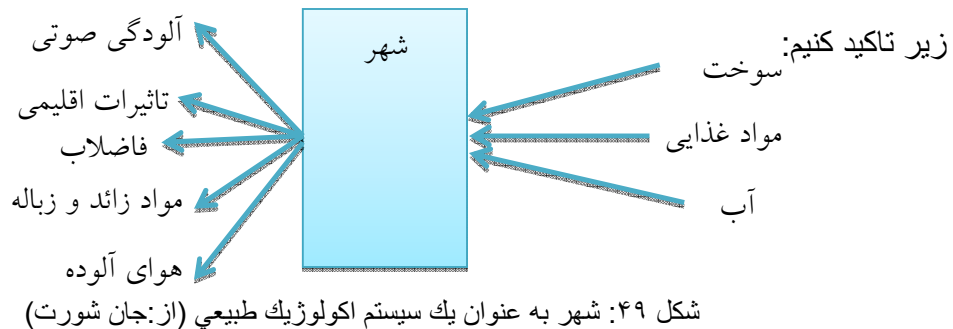 زیر تاکید کنیم:
سوخت
مواد غذایی
آب
شهر
آلودگی صوتی
تاثیرات اقلیمی
فاضلاب
مواد زائد و زباله
هوای آلوده
شکل ۴۹: شهر به عنوان يك سيستم اكولوژيك طبيعي (از:جان شورت)